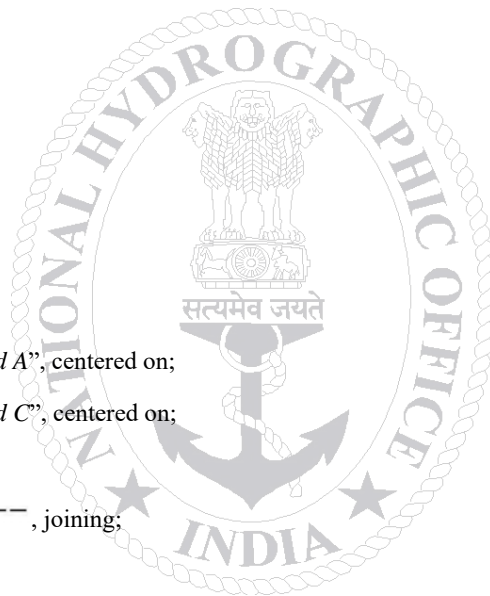 NATIONAL HYDROGRAPHIC OFFICE
सत्यमेव जयते
d A”, centered on;
d C”, centered on;
, joining;
INDIA